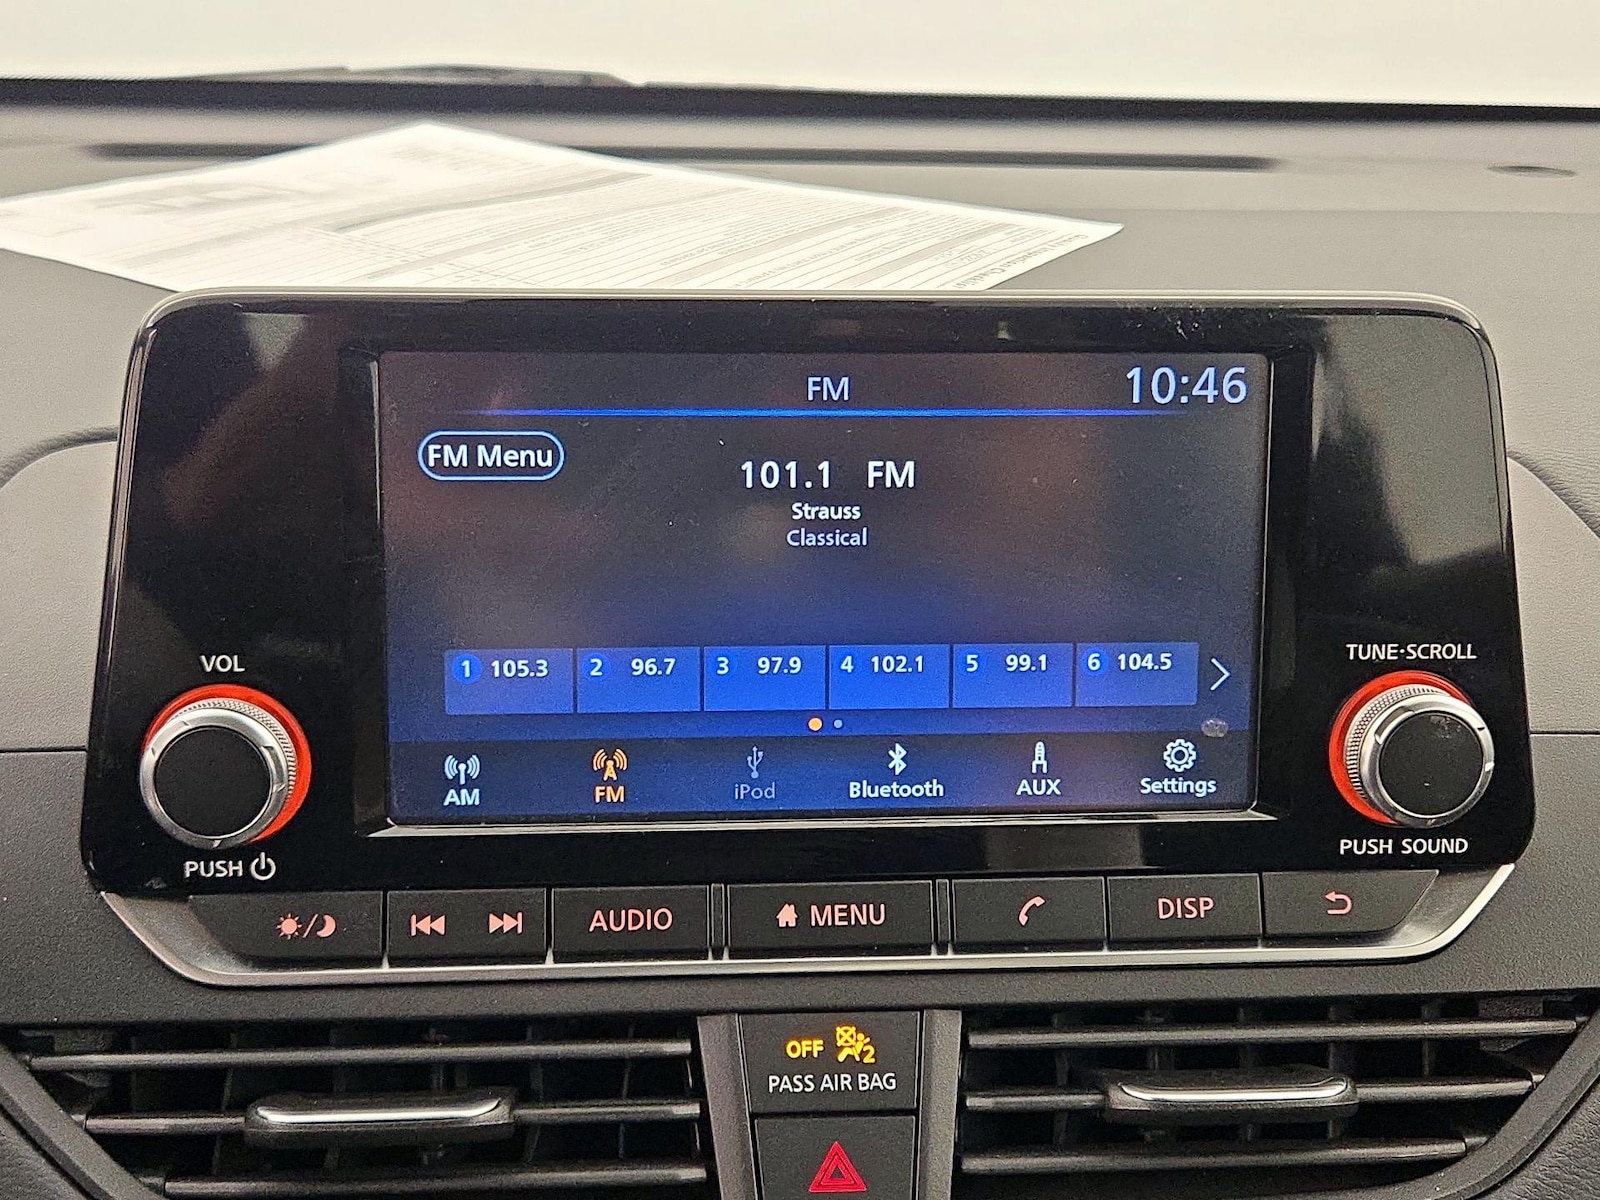 FM
10:46
FM Menu
101.1 FM
Strauss
Classical
1 105.3
2 96.7
3 97.9
4 102.1
5 99.1
6 104.5
AM
FM
iPod
Bluetooth
AUX
Settings
VOL
PUSH
TUNE·SCROLL
PUSH SOUND
AUDIO
MENU
DISP
OFF
2
PASS AIR BAG